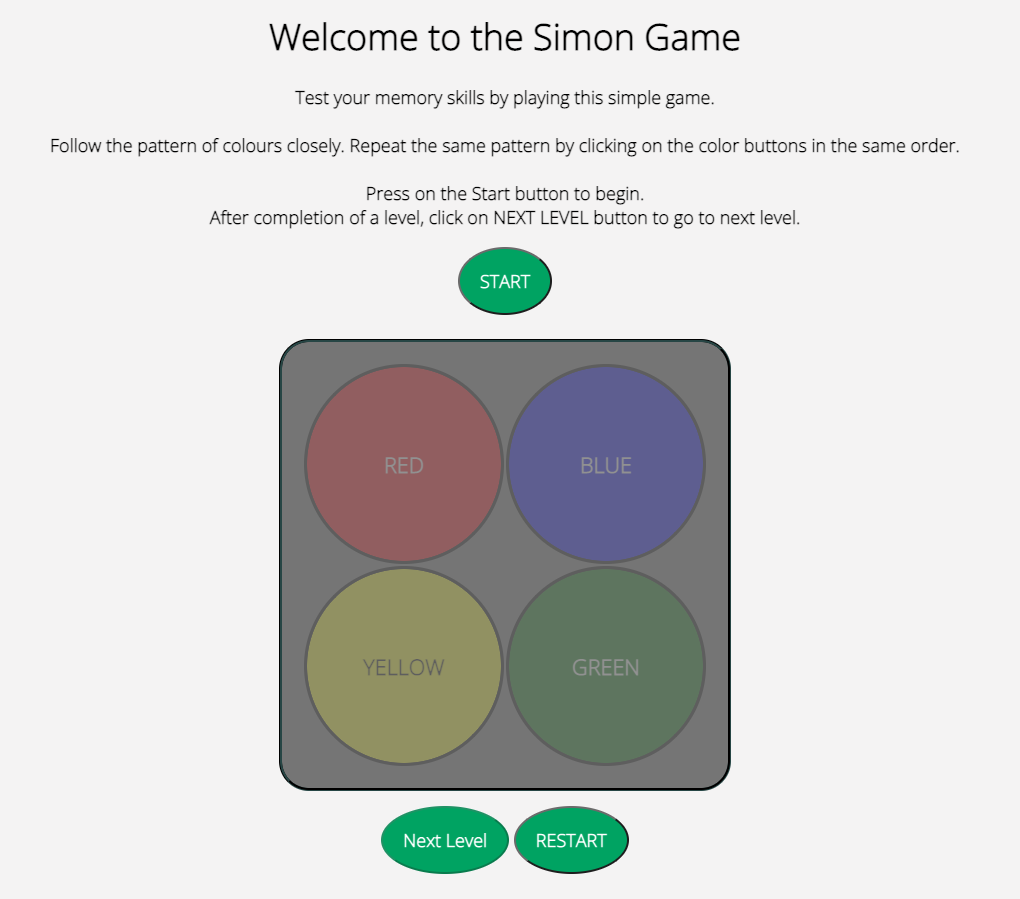 Welcome to the Simon Game
Test your memory skills by playing this simple game.
Follow the pattern of colours closely. Repeat the same pattern by clicking on the color buttons in the same order.
Press on the Start button to begin.
After completion of a level, click on NEXT LEVEL button to go to next level.
START
RED BLUE
YELLOW GREEN
Next Level RESTART